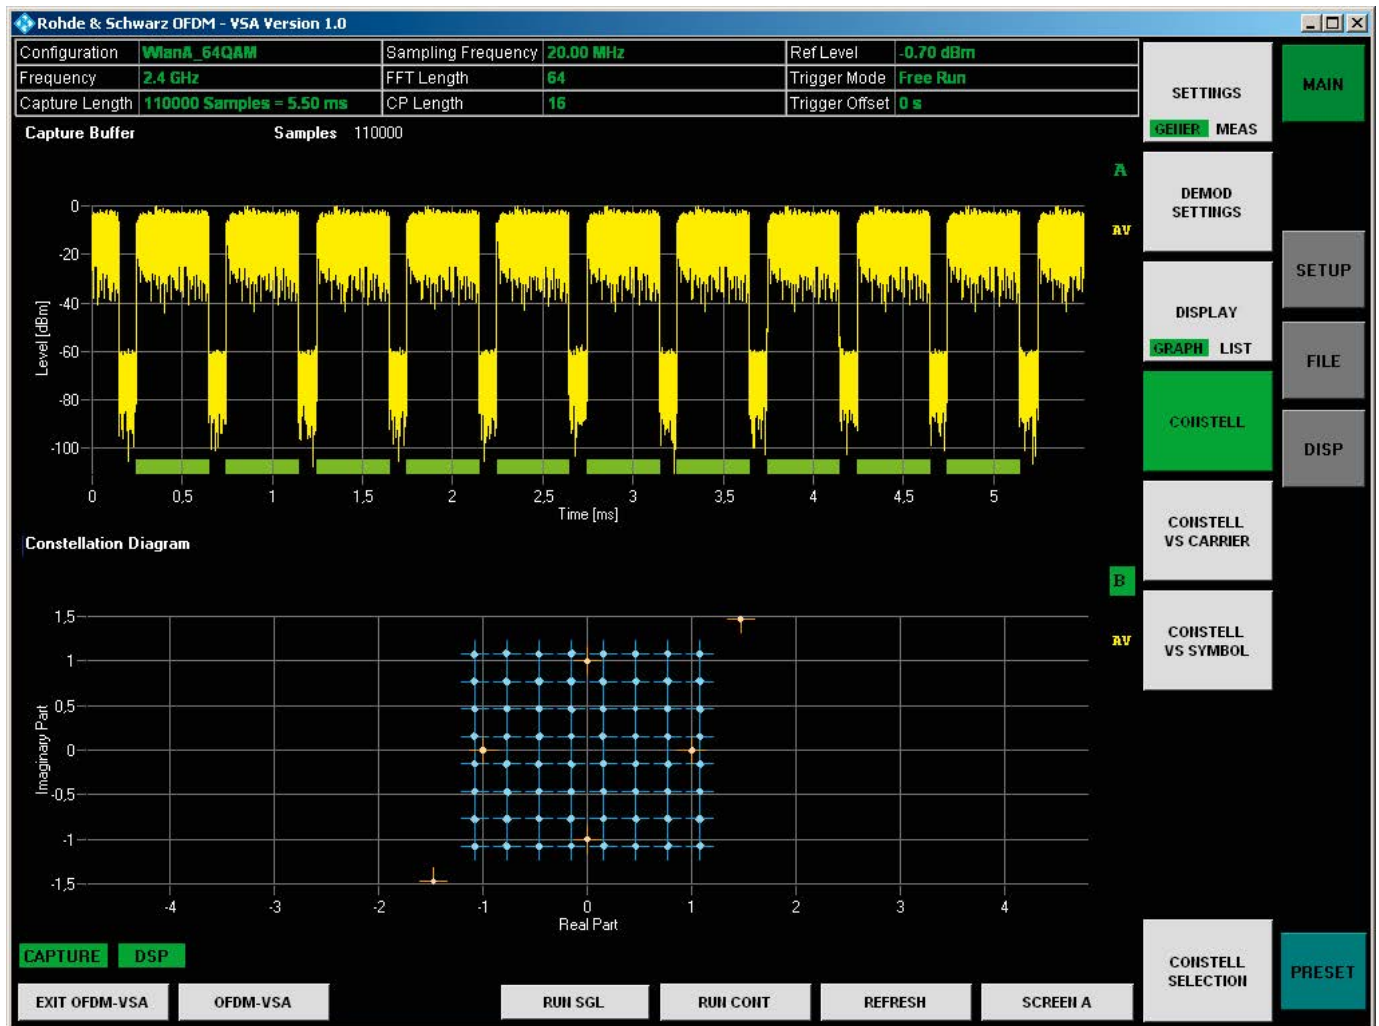 Rohde & Schwarz OFDM - VSA Version 1.0
Configuration WlanA_64QAM Sampling Frequency 20.00 MHz Ref Level -0.70 dBm
Frequency 2.4 GHz FFT Length 64 Trigger Mode Free Run
Capture Length 110000 Samples = 5.50 ms CP Length 16 Trigger Offset 0 s
Capture Buffer Samples 110000
A
AV
0
-20
-40
-60
-80
-100
Level [dBm]
0 0,5 1 1,5 2 2,5 3 3,5 4 4,5 5
Time [ms]
Constellation Diagram
B
AV
1,5
1
0,5
0
-0,5
-1
-1,5
Imaginary Part
-4 -3 -2 -1 0 1 2 3 4
Real Part
CAPTURE DSP
EXIT OFDM-VSA OFDM-VSA RUN SGL RUN CONT REFRESH SCREEN A
SETTINGS
GENER MEAS
DEMOD
SETTINGS
DISPLAY
GRAPH LIST
CONSTELL
CONSTELL
VS CARRIER
CONSTELL
VS SYMBOL
CONSTELL
SELECTION
MAIN
SETUP
FILE
DISP
PRESET